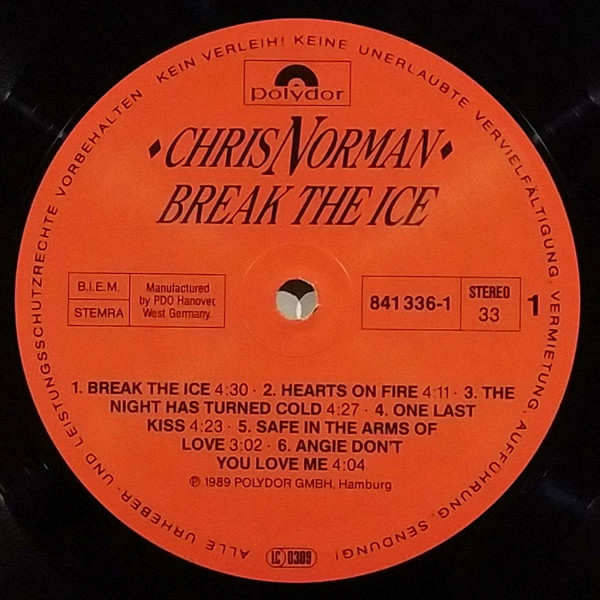 ALLE URHEBER- UND LEISTUNGSSCHUTZRECHTE VORBEHALTEN KEIN VERLEIH! KEINE UNERLAUBTE VERVIELFÄLTIGUNG, VERMIETUNG, AUFFÜHRUNG, SENDUNG!
polydor
CHRIS NORMAN
BREAK THE ICE
B.I.E.M.
STEMRA
Manufactured
by PDO Hanover,
West Germany.
841 336-1
STEREO
33
1
1. BREAK THE ICE 4:30 · 2. HEARTS ON FIRE 4:11 · 3. THE
NIGHT HAS TURNED COLD 4:27 · 4. ONE LAST
KISS 4:23 · 5. SAFE IN THE ARMS OF
LOVE 3:02 · 6. ANGIE DON'T
YOU LOVE ME 4:04
℗ 1989 POLYDOR GMBH, Hamburg
LC 0309